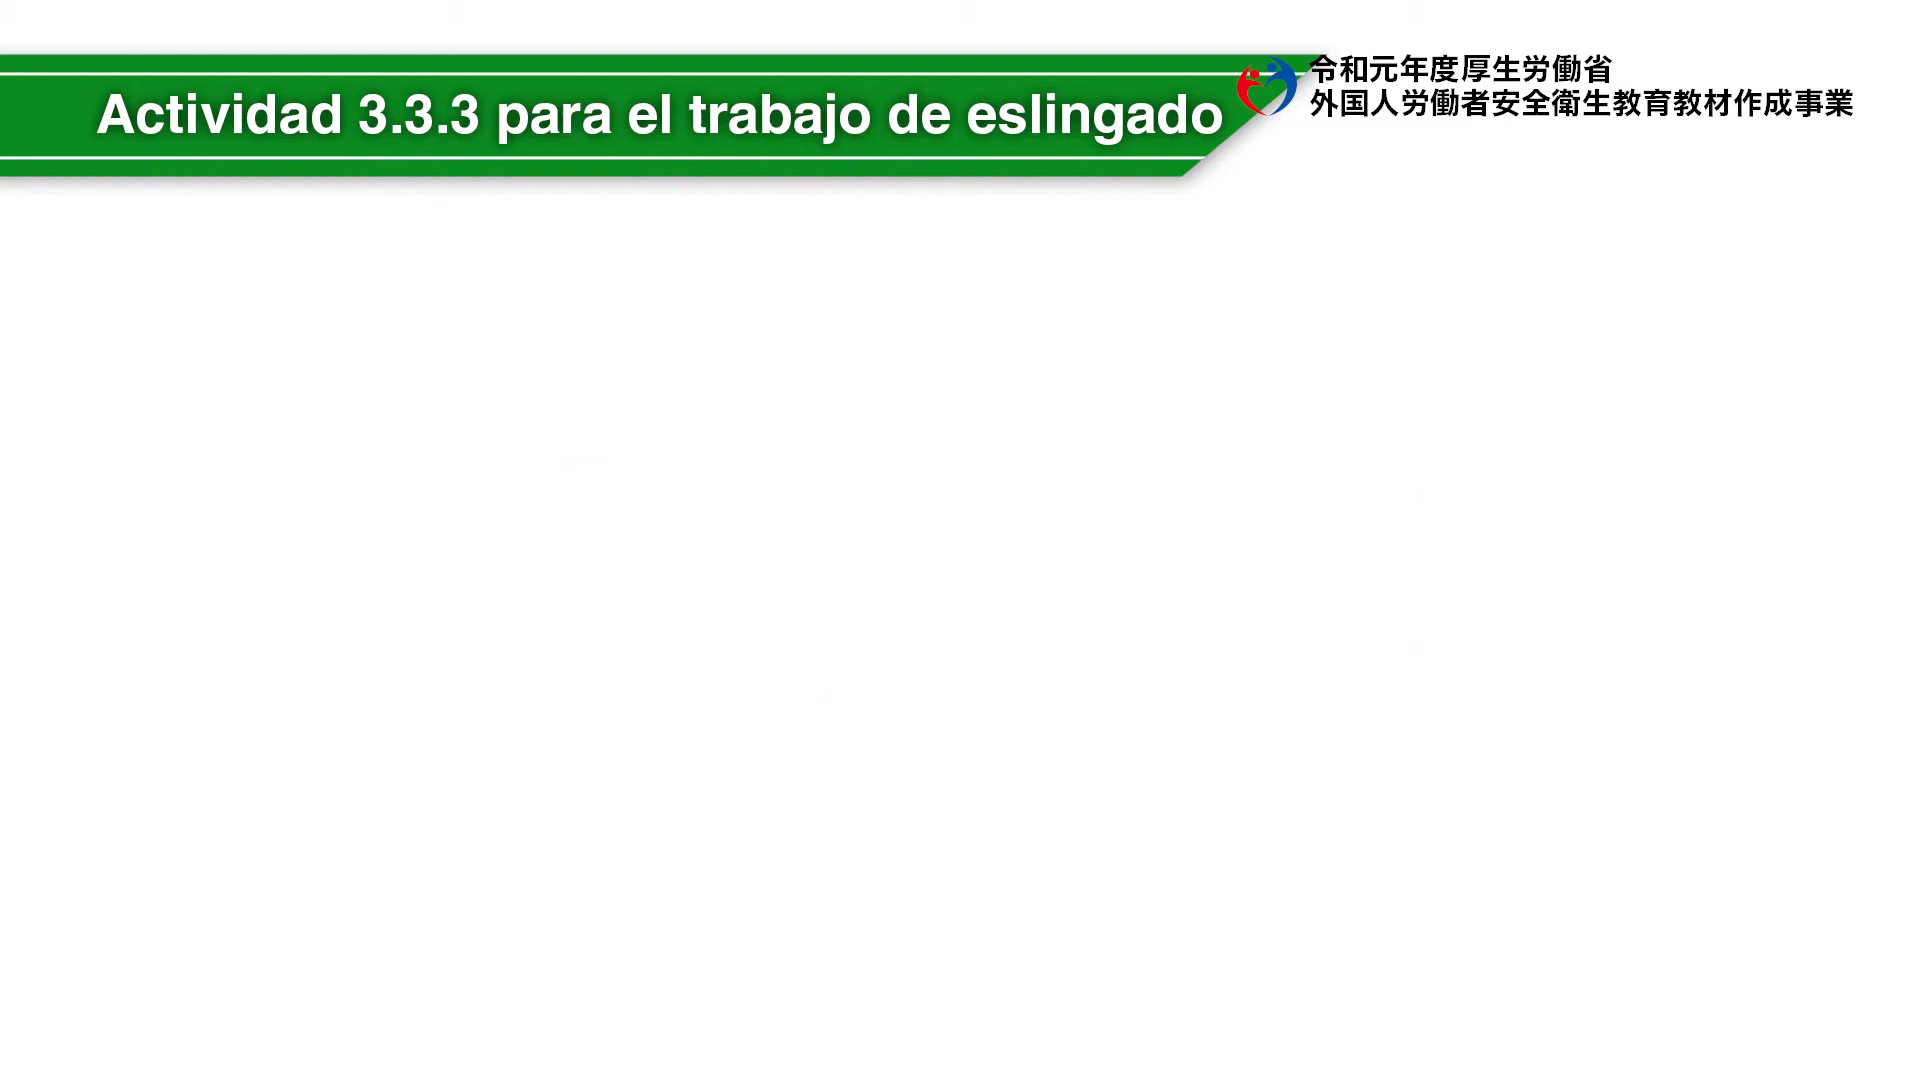 Actividad 3.3.3 para el trabajo de eslingado
令和元年度厚生労働省
外国人労働者安全衛生教育教材作成事業